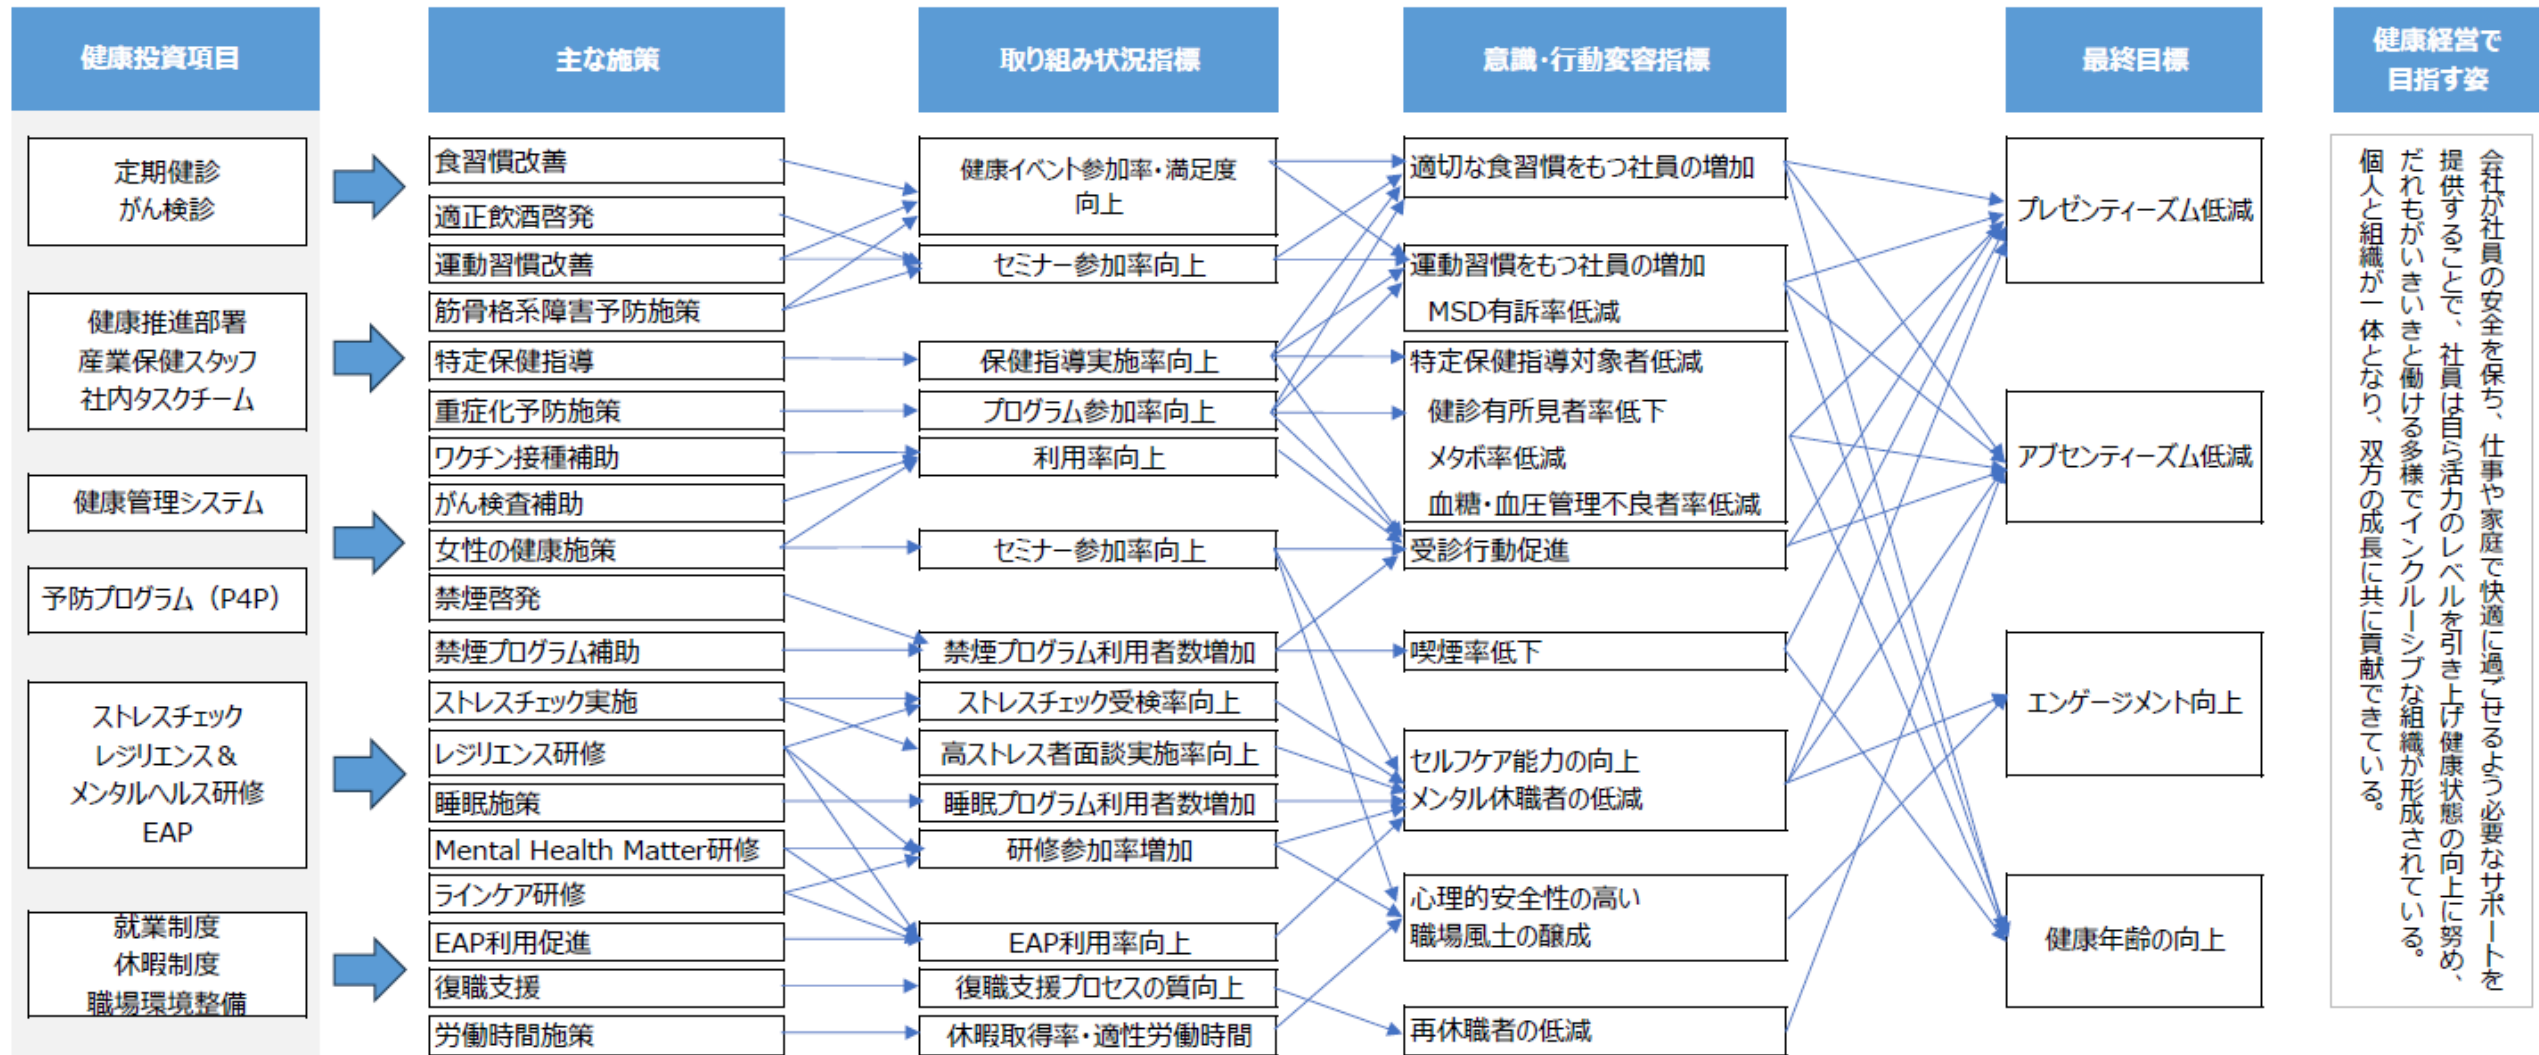 健康投資項目
主な施策
取り組み状況指標
意識・行動変容指標
最終目標
健康経営で
目指す姿
定期健診
がん検診
健康推進部署
産業保健スタッフ
社内タスクチーム
健康管理システム
予防プログラム（P4P）
ストレスチェック
レジリエンス＆
メンタルヘルス研修
EAP
就業制度
休暇制度
職場環境整備
食習慣改善
適正飲酒啓発
運動習慣改善
筋骨格系障害予防施策
特定保健指導
重症化予防施策
ワクチン接種補助
がん検査補助
女性の健康施策
禁煙啓発
禁煙プログラム補助
ストレスチェック実施
レジリエンス研修
睡眠施策
Mental Health Matter研修
ラインケア研修
EAP利用促進
復職支援
労働時間施策
健康イベント参加率・満足度
向上
セミナー参加率向上
保健指導実施率向上
プログラム参加率向上
利用率向上
セミナー参加率向上
禁煙プログラム利用者数増加
ストレスチェック受検率向上
高ストレス者面談実施率向上
睡眠プログラム利用者数増加
研修参加率増加
EAP利用率向上
復職支援プロセスの質向上
休暇取得率・適性労働時間
適切な食習慣をもつ社員の増加
運動習慣をもつ社員の増加
MSD有訴率低減
特定保健指導対象者低減
健診有所見者率低下
メタボ率低減
血糖・血圧管理不良者率低減
受診行動促進
喫煙率低下
セルフケア能力の向上
メンタル休職者の低減
心理的安全性の高い
職場風土の醸成
再休職者の低減
プレゼンティーズム低減
アブセンティーズム低減
エンゲージメント向上
健康年齢の向上
会社が社員の安全を保ち、仕事や家庭で快適に過ごせるよう必要なサポートを
提供することで、社員は自ら活力のレベルを引き上げ健康状態の向上に努め、
だれもがいきいきと働ける多様でインクルーシブな組織が形成されている。
個人と組織が一体となり、双方の成長に共に貢献できている。